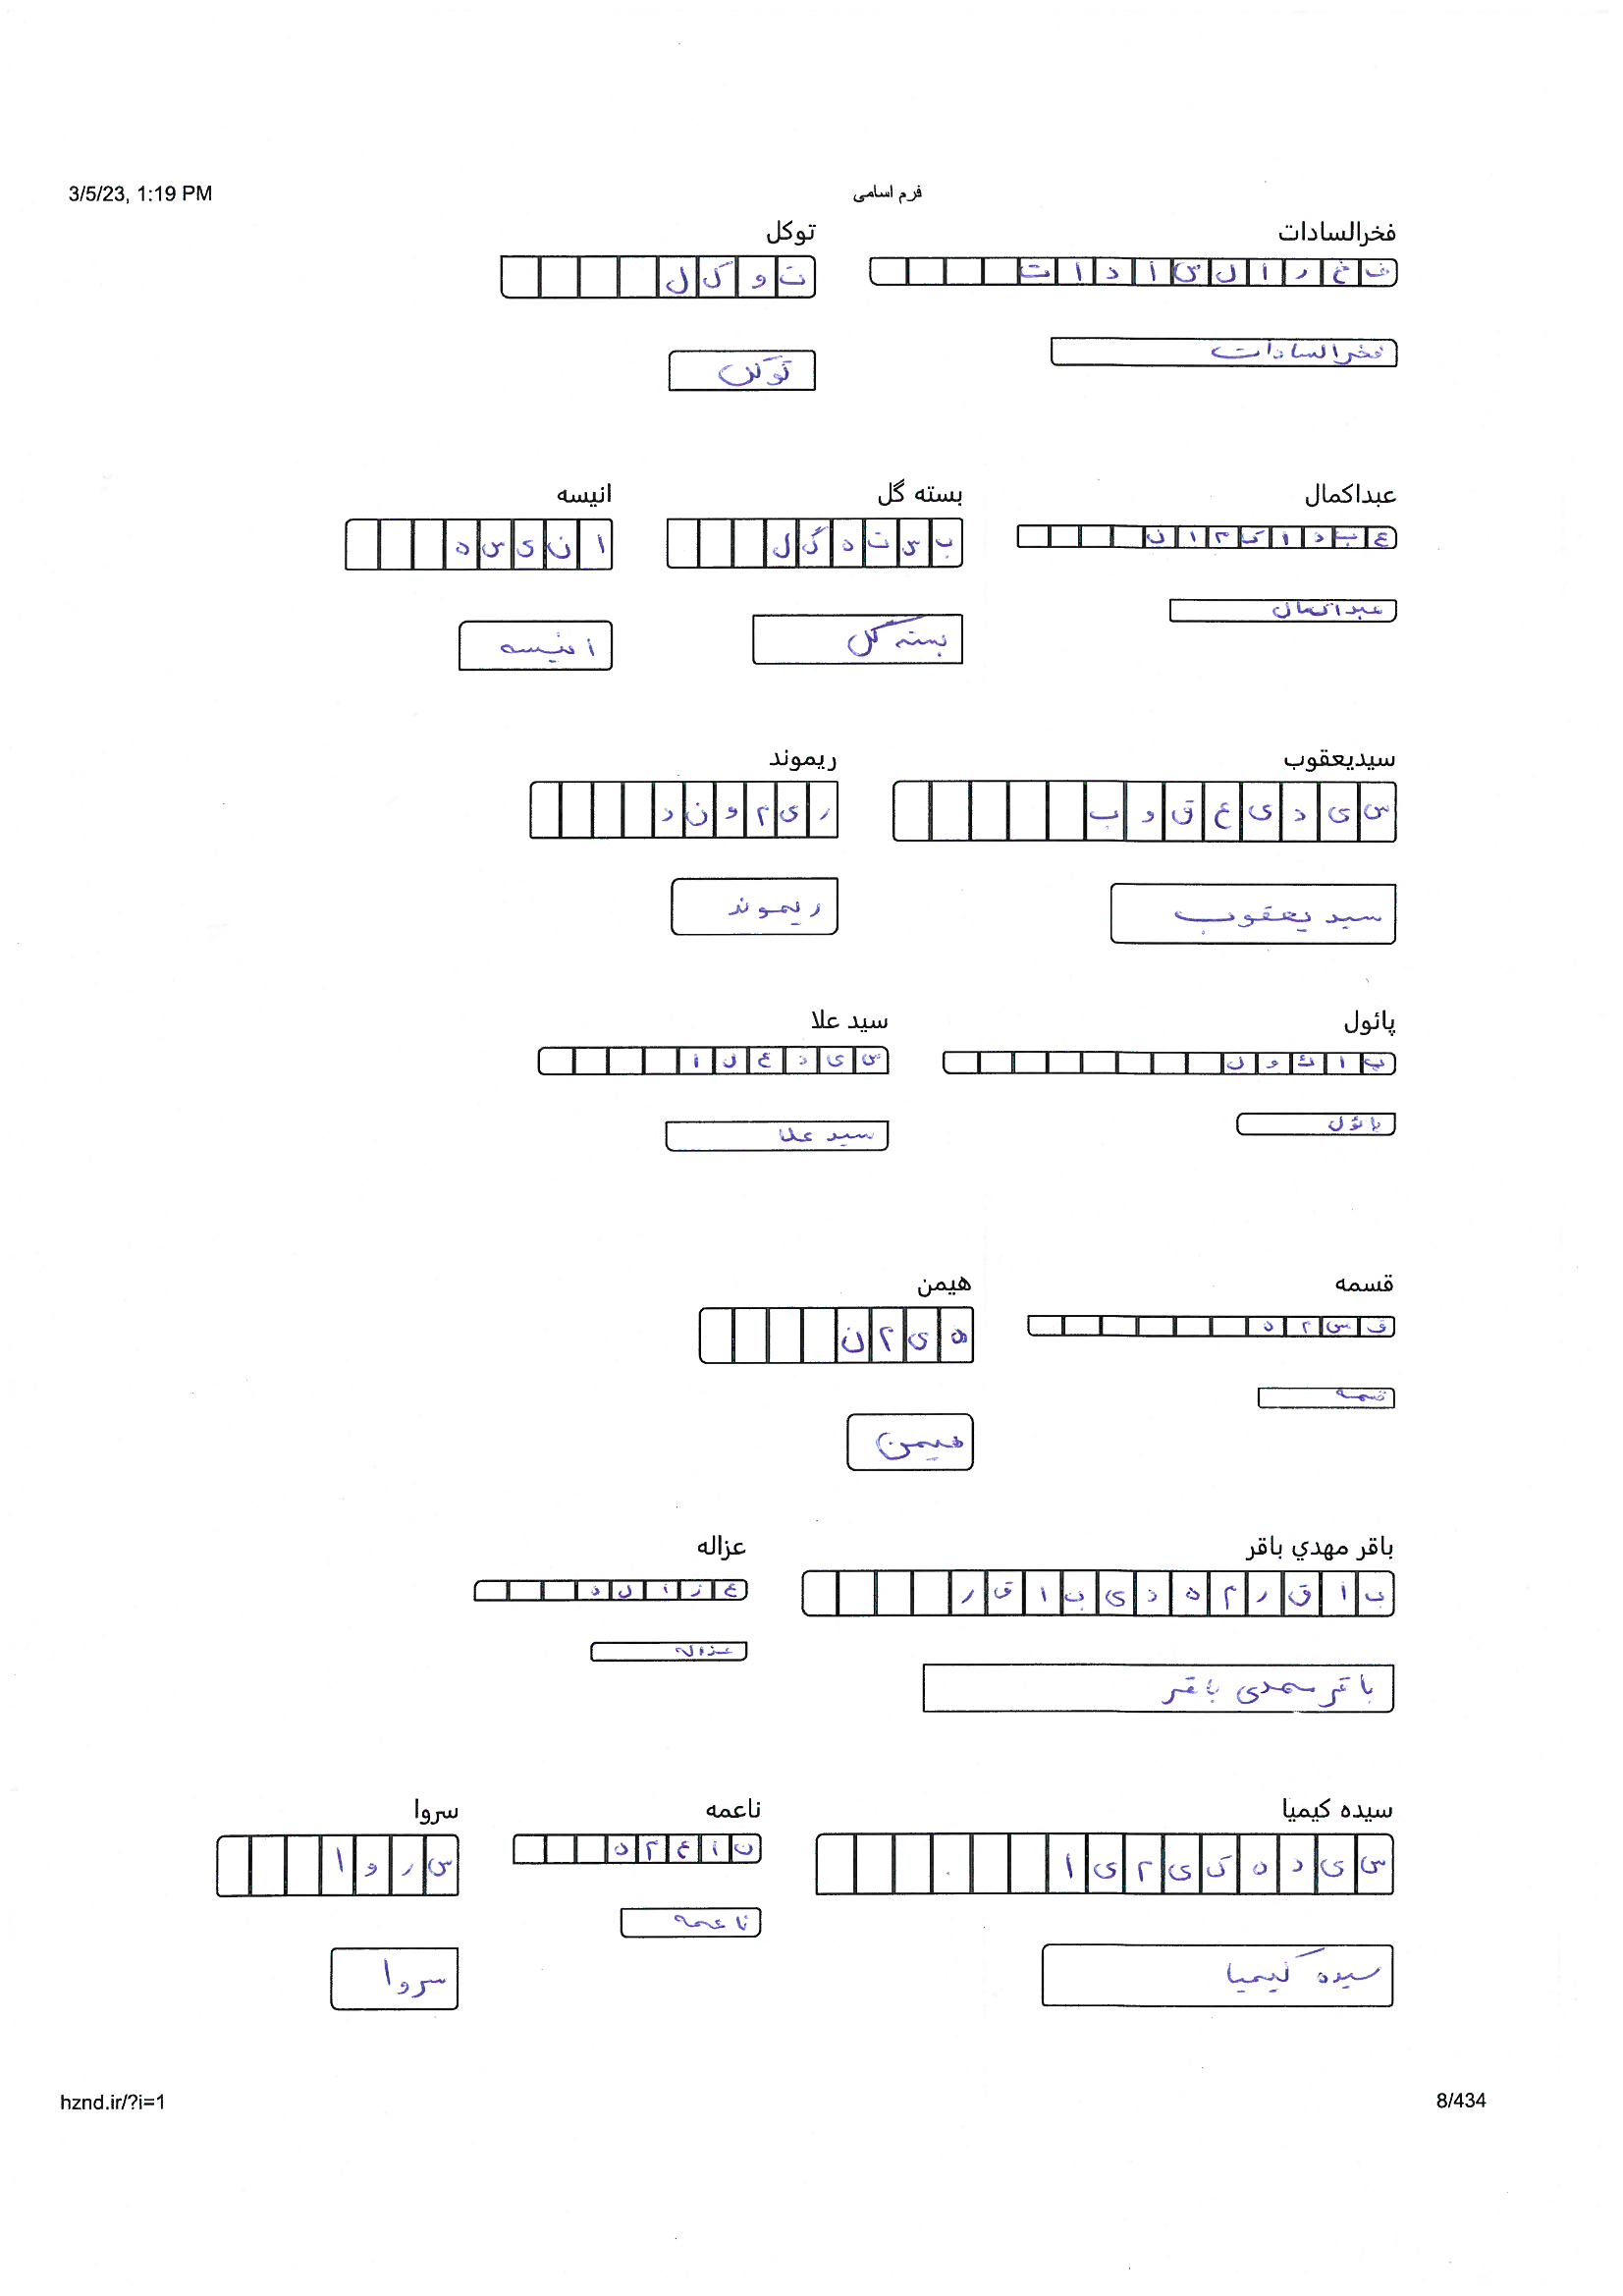 3/5/23, 1:19 PM فرم اسامی
فخرالسادات توکل
ف خ ر ا ل س ا د ا ت ت و ک ل
فخرالسادات توکل
عبداکمال بسته گل انیسه
ع ب د ا ک م ا ل ب س ت ه گ ل ا ن ی س ه
عبداکمال بسته گل انیسه
سیدیعقوب ریموند
س ی د ی ع ق و ب ر ی م و ن د
سید یعقوب ریموند
پائول سید علا
پ ا ئ و ل س ی د ع ل ا
پائول سید علا
قسمه هیمن
ق س م ه ه ی م ن
قسمه هیمن
باقر مهدي باقر عزاله
ب ا ق ر م ه د ی ب ا ق ر ع ز ا ل ه
باقر مهدی باقر عزاله
سیده کیمیا ناعمه سروا
س ی د ه ک ی م ی ا ن ا ع م ه س ر و ا
سیده کیمیا ناعمه سروا
hznd.ir/?i=1 8/434